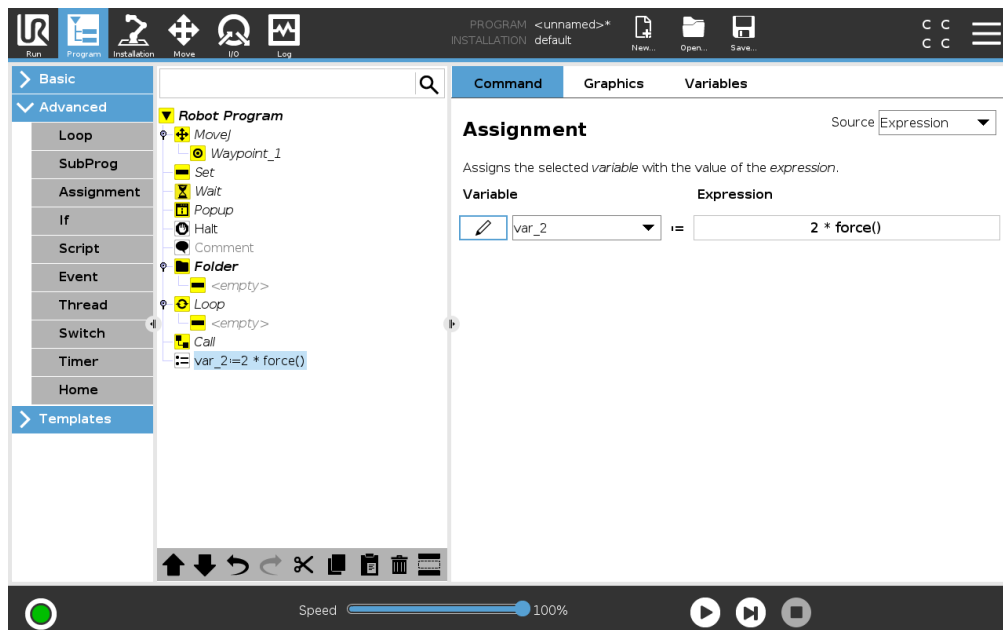 PROGRAM <unnamed>*
INSTALLATION default
Run Program Installation Move I/O Log New... Open... Save...
C C
C C
Basic
Advanced
Loop
SubProg
Assignment
If
Script
Event
Thread
Switch
Timer
Home
Templates
Robot Program
MoveJ
Waypoint_1
Set
Wait
Popup
Halt
Comment
Folder
<empty>
Loop
<empty>
Call
var_2:=2 * force()
Command Graphics Variables
Assignment
Source Expression
Assigns the selected variable with the value of the expression.
Variable Expression
var_2 := 2 * force()
Speed 100%